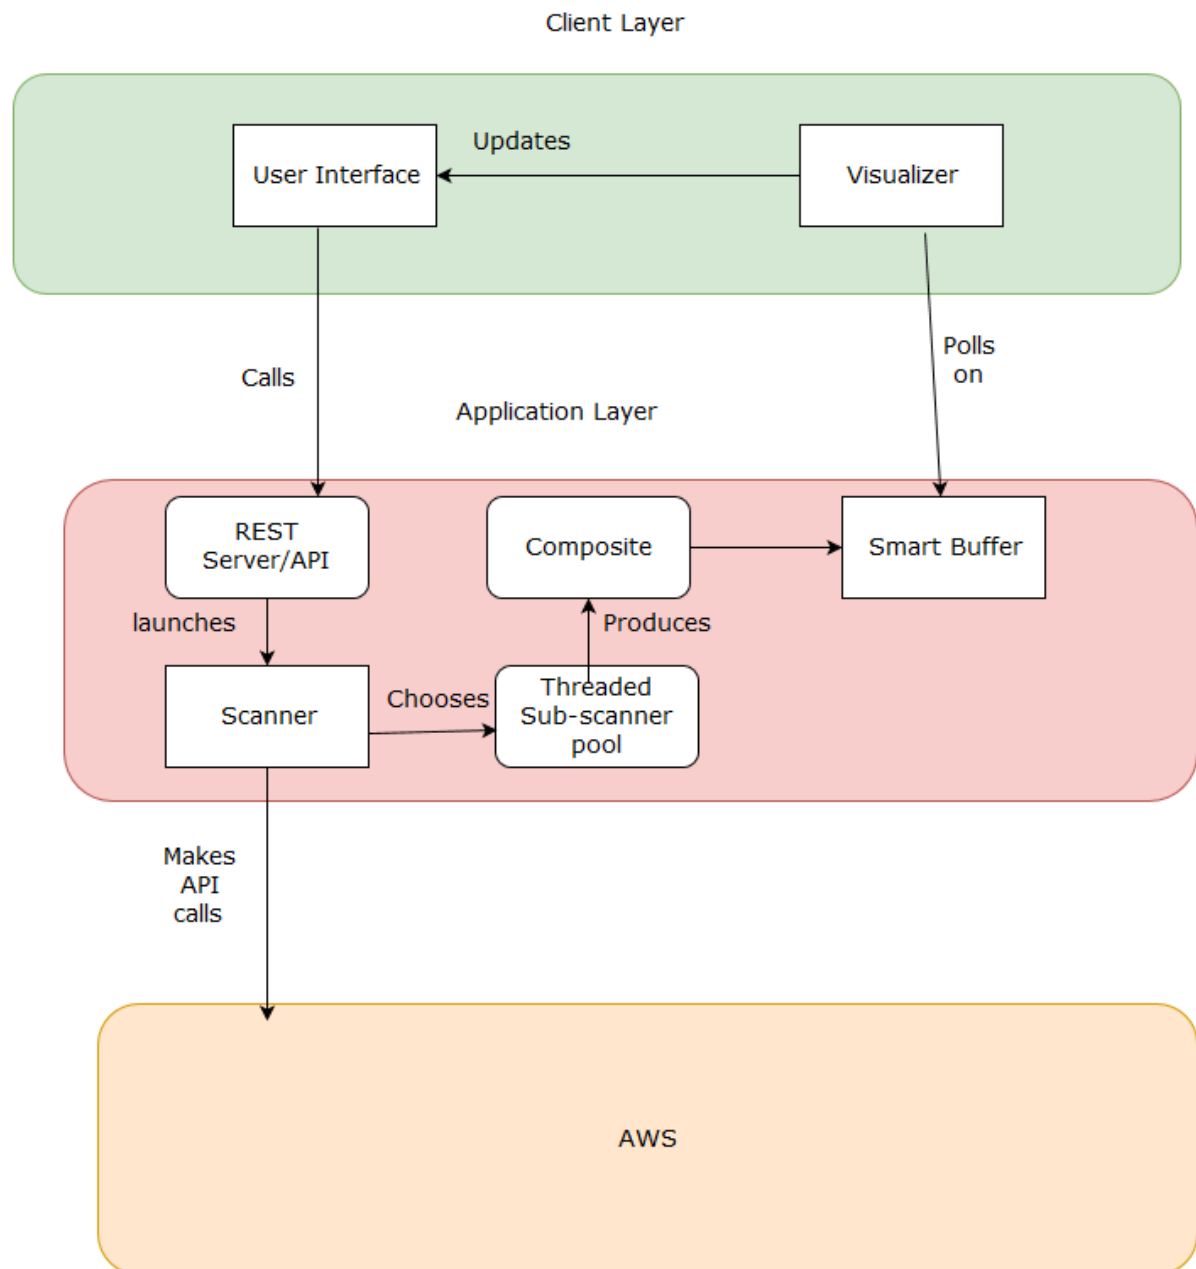 Client Layer
Updates
User Interface
Visualizer
Polls
on
Calls
Application Layer
REST
Server/API
Composite
Smart Buffer
launches
Produces
Scanner
Chooses
Threaded
Sub-scanner
pool
Makes
API
calls
AWS